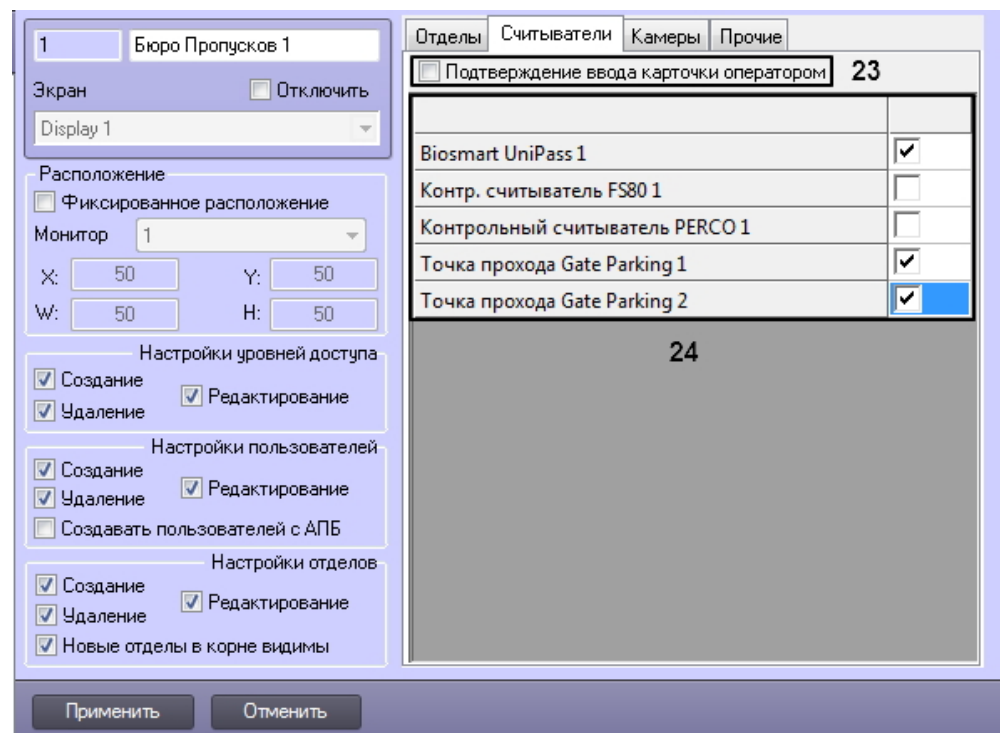 1 Бюро Пропусков 1
Экран Отключить
Display 1
Расположение
Фиксированное расположение
Монитор 1
X: 50 Y: 50
W: 50 H: 50
Настройки уровней доступа
Создание
Редактирование
Удаление
Настройки пользователей
Создание
Редактирование
Удаление
Создавать пользователей с АПБ
Настройки отделов
Создание
Редактирование
Удаление
Новые отделы в корне видимы
Отделы Считыватели Камеры Прочие
Подтверждение ввода карточки оператором 23
Biosmart UniPass 1
Контр. считыватель FS80 1
Контрольный считыватель PERCO 1
Точка прохода Gate Parking 1
Точка прохода Gate Parking 2
24
Применить Отменить